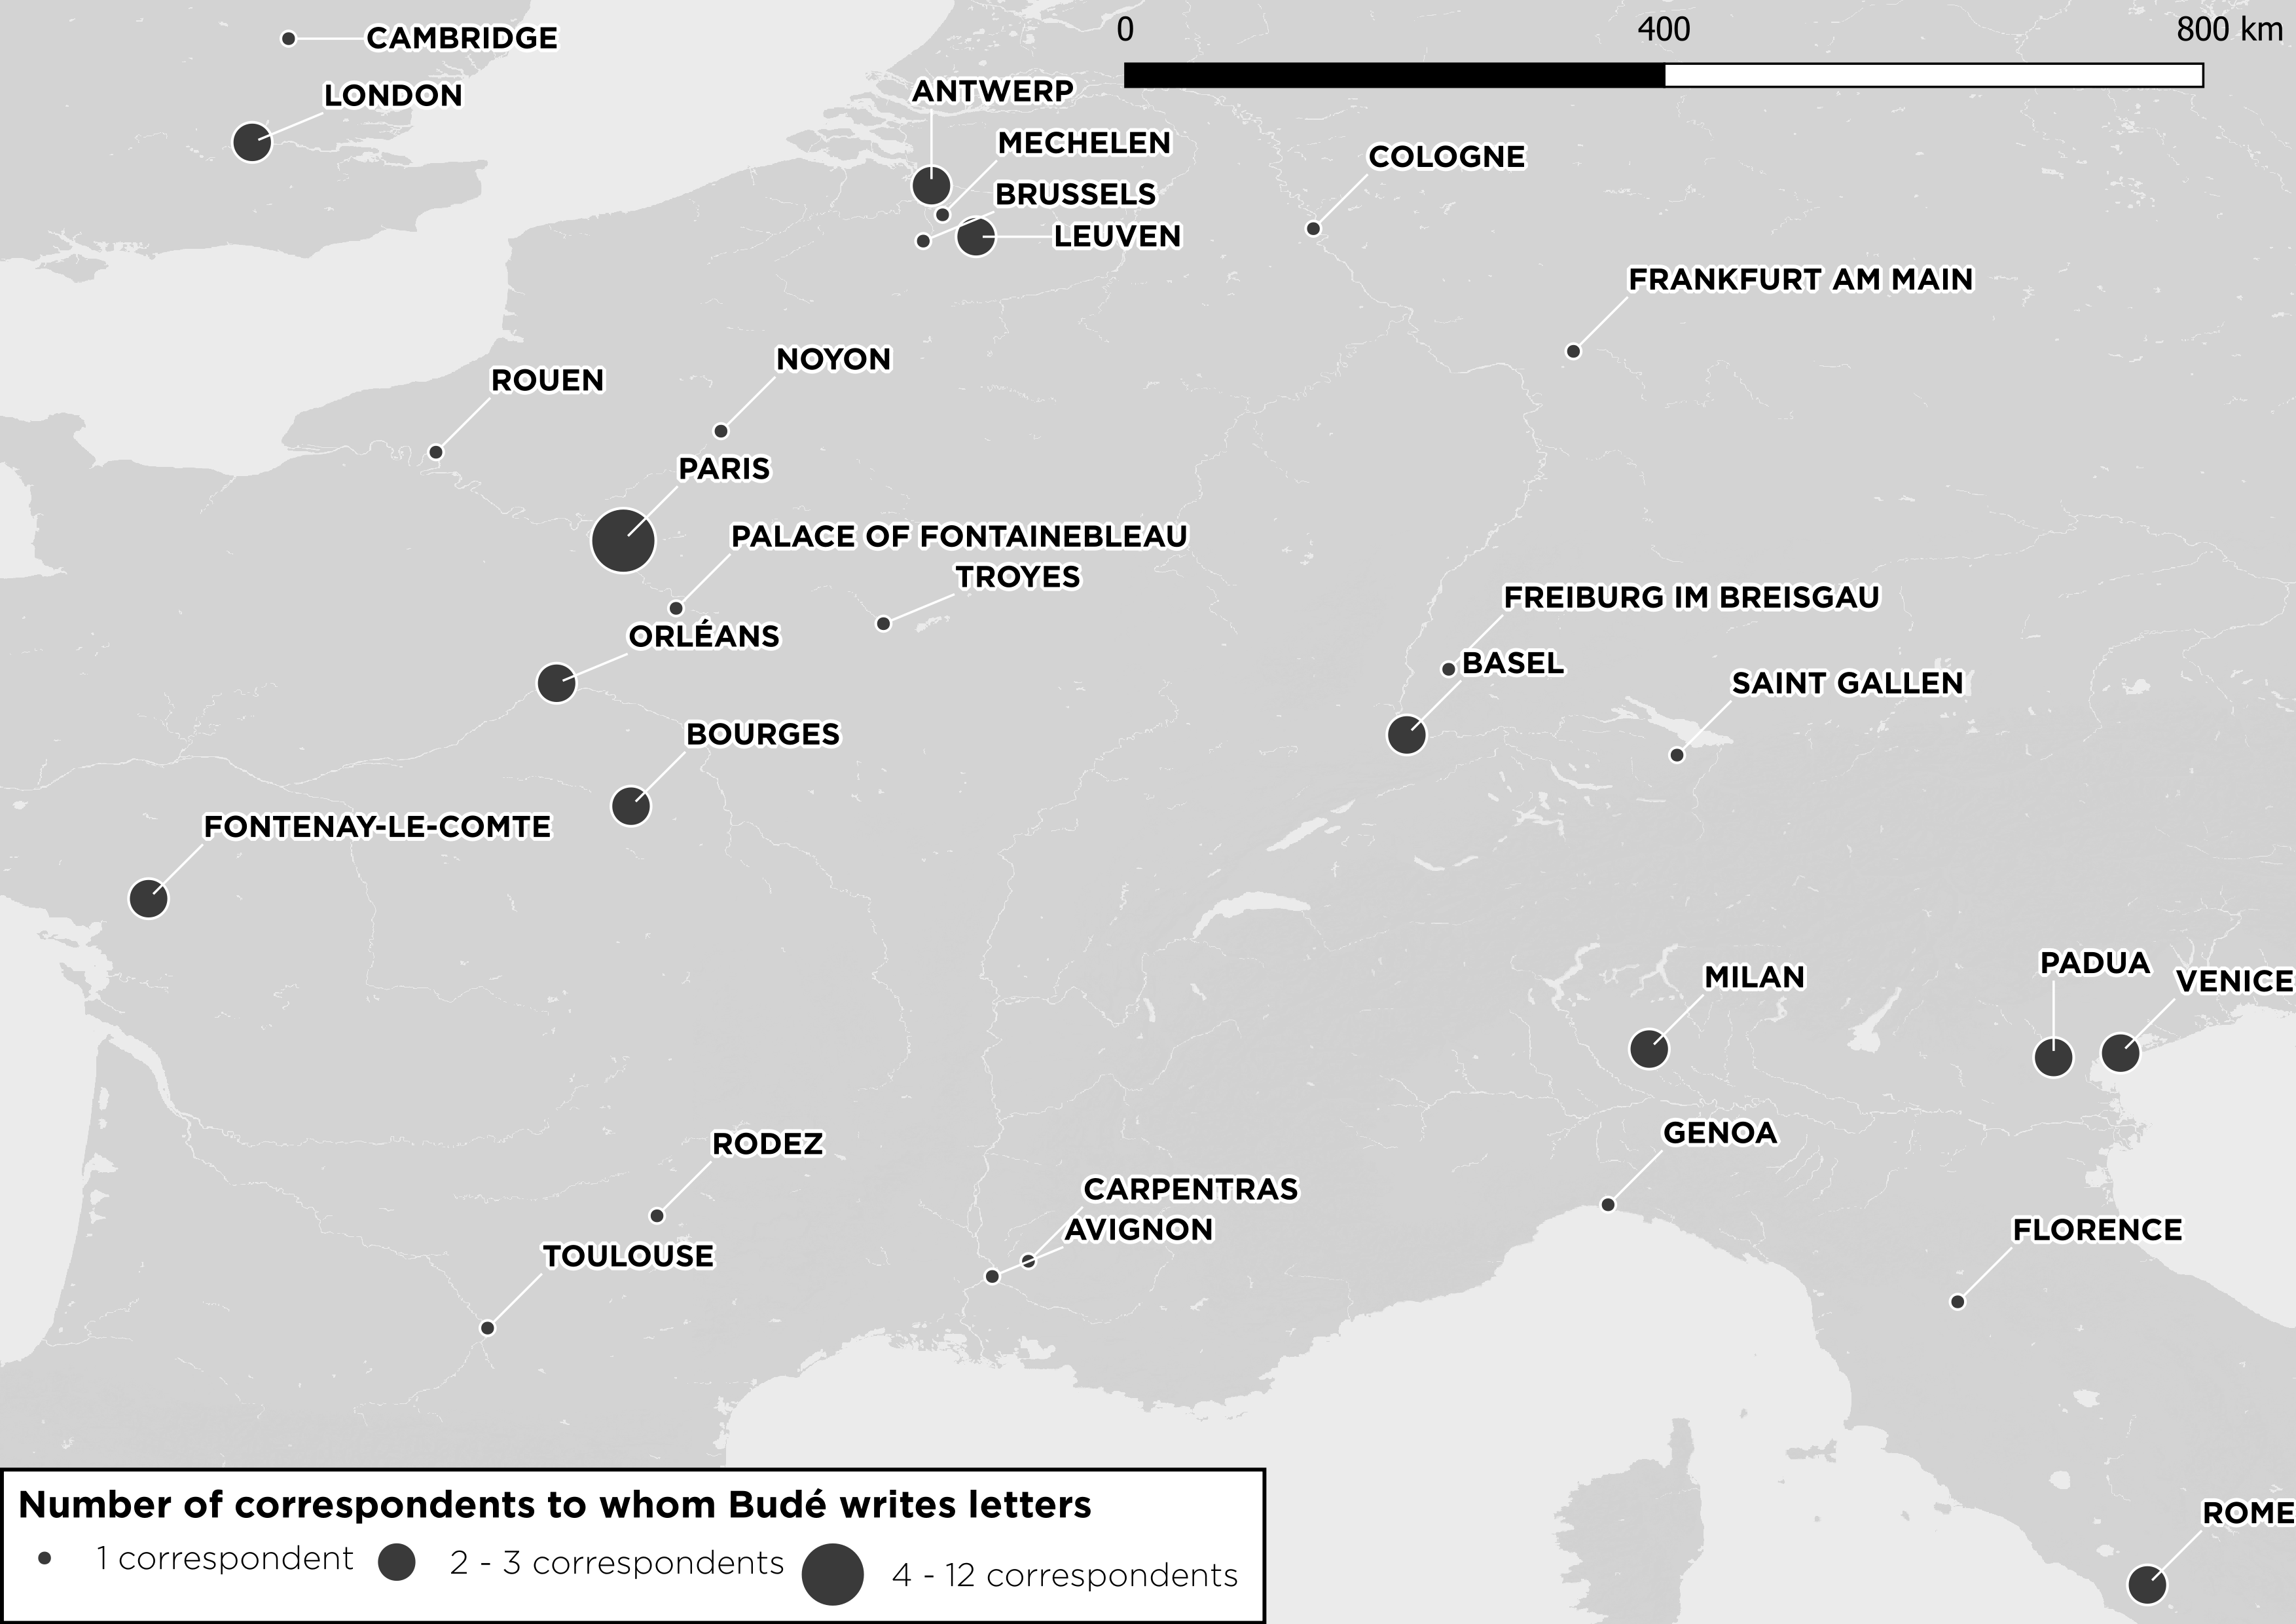 CAMBRIDGE
0 400 800 km
LONDON
ANTWERP
MECHELEN
COLOGNE
BRUSSELS
LEUVEN
FRANKFURT AM MAIN
NOYON
ROUEN
PARIS
PALACE OF FONTAINEBLEAU
TROYES
FREIBURG IM BREISGAU
ORLÉANS
BASEL
SAINT GALLEN
BOURGES
FONTENAY-LE-COMTE
PADUA
MILAN
VENICE
GENOA
RODEZ
CARPENTRAS
AVIGNON
FLORENCE
TOULOUSE
ROME
Number of correspondents to whom Budé writes letters
1 correspondent 2 - 3 correspondents 4 - 12 correspondents